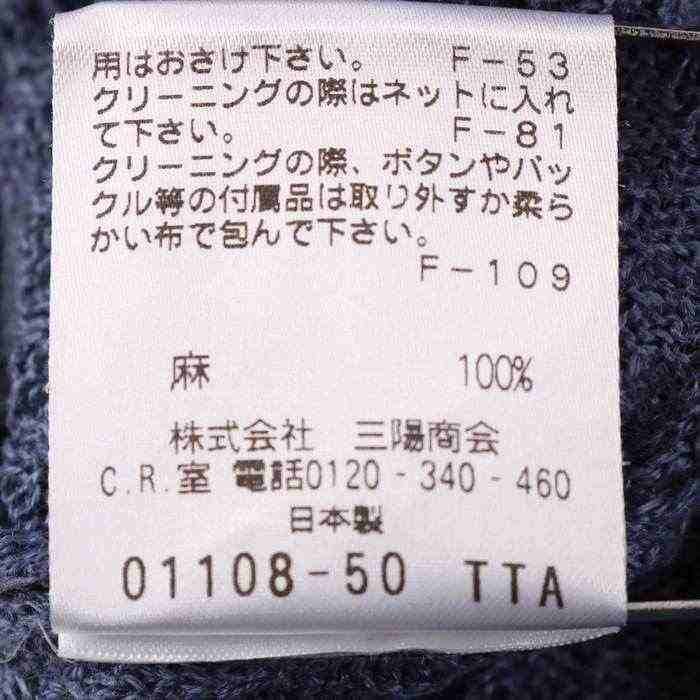 用はおさけ下さい。 F-53
クリーニングの際はネットに入れ
て下さい。 F-81
クリーニングの際、ボタンやバッ
クル等の付属品は取り外すか柔ら
かい布で包んで下さい。
F-109
麻 100%
株式会社 三陽商会
C.R.室 電話0120-340-460
日本製
01108-50 TTA